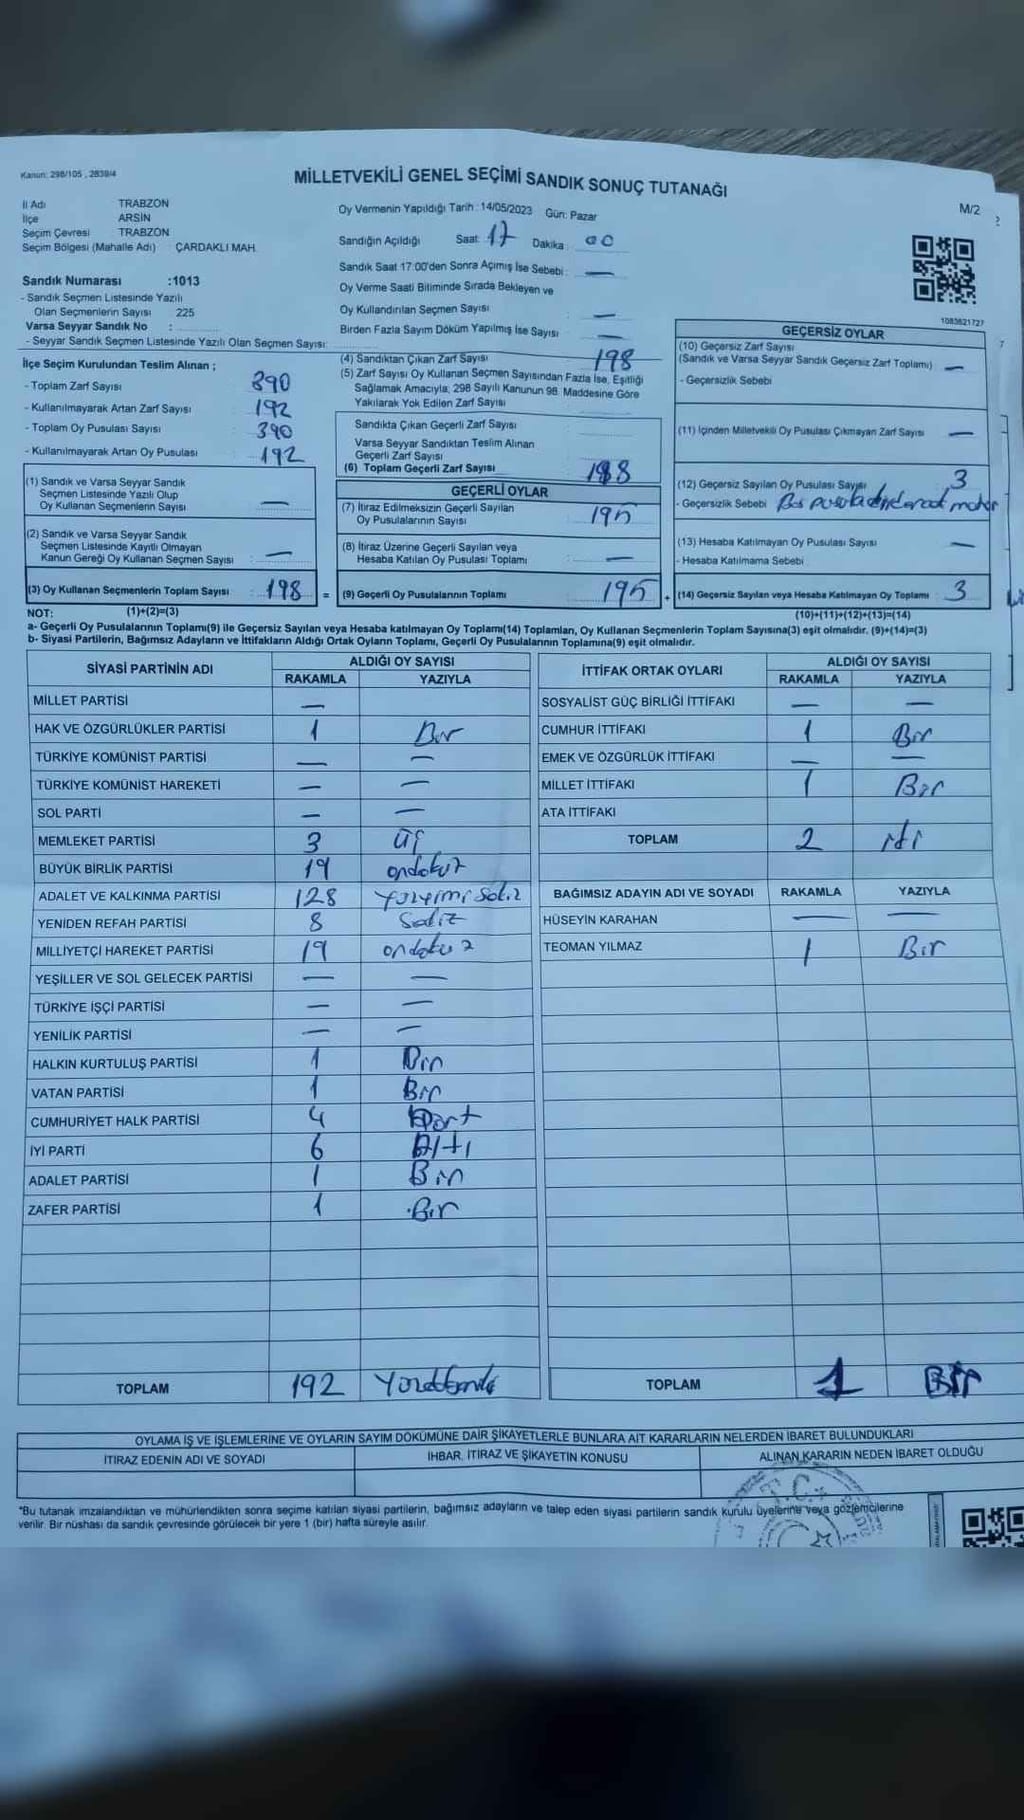 Kanun: 298/105 , 2839/4
MİLLETVEKİLİ GENEL SEÇİMİ SANDIK SONUÇ TUTANAĞI
M/2
İl Adı TRABZON
İlçe ARSİN
Seçim Çevresi TRABZON
Seçim Bölgesi (Mahalle Adı) ÇARDAKLI MAH.
Oy Vermenin Yapıldığı Tarih : 14/05/2023 Gün: Pazar
Sandığın Açıldığı Saat: 17 Dakika : 00
Sandık Saat 17:00'den Sonra Açımış İse Sebebi : —
Oy Verme Saati Bitiminde Sırada Bekleyen ve
Oy Kullandırılan Seçmen Sayısı —
Birden Fazla Sayım Döküm Yapılmış İse Sayısı —
Sandık Numarası :1013
- Sandık Seçmen Listesinde Yazılı
Olan Seçmenlerin Sayısı 225
Varsa Seyyar Sandık No :
- Seyyar Sandık Seçmen Listesinde Yazılı Olan Seçmen Sayısı:
1083621727
İlçe Seçim Kurulundan Teslim Alınan ;
- Toplam Zarf Sayısı 390
- Kullanılmayarak Artan Zarf Sayısı 192
- Toplam Oy Pusulası Sayısı 390
- Kullanılmayarak Artan Oy Pusulası 192
(1) Sandık ve Varsa Seyyar Sandık
Seçmen Listesinde Yazılı Olup
Oy Kullanan Seçmenlerin Sayısı —
(2) Sandık ve Varsa Seyyar Sandık
Seçmen Listesinde Kayıtlı Olmayan
Kanun Gereği Oy Kullanan Seçmen Sayısı : —
(3) Oy Kullanan Seçmenlerin Toplam Sayısı : 198 =
(4) Sandıktan Çıkan Zarf Sayısı 198
(5) Zarf Sayısı Oy Kullanan Seçmen Sayısından Fazla İse, Eşitliği
Sağlamak Amacıyla; 298 Sayılı Kanunun 98. Maddesine Göre
Yakılarak Yok Edilen Zarf Sayısı
Sandıkta Çıkan Geçerli Zarf Sayısı
Varsa Seyyar Sandıktan Teslim Alınan
Geçerli Zarf Sayısı
(6) Toplam Geçerli Zarf Sayısı 198
GEÇERLİ OYLAR
(7) İtiraz Edilmeksizin Geçerli Sayılan
Oy Pusulalarının Sayısı 195
(8) İtiraz Üzerine Geçerli Sayılan veya
Hesaba Katılan Oy Pusulası Toplamı —
(9) Geçerli Oy Pusulalarının Toplamı 195 +
GEÇERSİZ OYLAR
(10) Geçersiz Zarf Sayısı
(Sandık ve Varsa Seyyar Sandık Geçersiz Zarf Toplamı) —
- Geçersizlik Sebebi
(11) İçinden Milletvekili Oy Pusulası Çıkmayan Zarf Sayısı —
(12) Geçersiz Sayılan Oy Pusulası Sayısı 3
- Geçersizlik Sebebi
(13) Hesaba Katılmayan Oy Pusulası Sayısı —
- Hesaba Katılmama Sebebi
(14) Geçersiz Sayılan veya Hesaba Katılmayan Oy Toplamı : 3
NOT: (1)+(2)=(3) (10)+(11)+(12)+(13)=(14)
a- Geçerli Oy Pusulalarının Toplamı(9) ile Geçersiz Sayılan veya Hesaba katılmayan Oy Toplamı(14) Toplamları, Oy Kullanan Seçmenlerin Toplam Sayısına(3) eşit olmalıdır. (9)+(14)=(3)
b- Siyasi Partilerin, Bağımsız Adayların ve İttifakların Aldığı Ortak Oyların Toplamı, Geçerli Oy Pusulalarının Toplamına(9) eşit olmalıdır.
SİYASİ PARTİNİN ADI ALDIĞI OY SAYISI
RAKAMLA YAZIYLA
MİLLET PARTİSİ —
HAK VE ÖZGÜRLÜKLER PARTİSİ 1 Bir
TÜRKİYE KOMÜNİST PARTİSİ — —
TÜRKİYE KOMÜNİST HAREKETİ — —
SOL PARTİ — —
MEMLEKET PARTİSİ 3 üç
BÜYÜK BİRLİK PARTİSİ 19 ondokuz
ADALET VE KALKINMA PARTİSİ 128
YENİDEN REFAH PARTİSİ 8 Sekiz
MİLLİYETÇİ HAREKET PARTİSİ 19 ondokuz
YEŞİLLER VE SOL GELECEK PARTİSİ — —
TÜRKİYE İŞÇİ PARTİSİ — —
YENİLİK PARTİSİ — —
HALKIN KURTULUŞ PARTİSİ 1 Bir
VATAN PARTİSİ 1 Bir
CUMHURİYET HALK PARTİSİ 4 Dört
İYİ PARTİ 6 Altı
ADALET PARTİSİ 1 Bir
ZAFER PARTİSİ 1 Bir
TOPLAM 192
İTTİFAK ORTAK OYLARI ALDIĞI OY SAYISI
RAKAMLA YAZIYLA
SOSYALİST GÜÇ BİRLİĞİ İTTİFAKI — —
CUMHUR İTTİFAKI 1 Bir
EMEK VE ÖZGÜRLÜK İTTİFAKI — —
MİLLET İTTİFAKI 1 Bir
ATA İTTİFAKI
TOPLAM 2 iki
BAĞIMSIZ ADAYIN ADI VE SOYADI RAKAMLA YAZIYLA
HÜSEYİN KARAHAN — —
TEOMAN YILMAZ 1 Bir
TOPLAM 1 Bir
OYLAMA İŞ VE İŞLEMLERİNE VE OYLARIN SAYIM DÖKÜMÜNE DAİR ŞİKAYETLERLE BUNLARA AİT KARARLARIN NELERDEN İBARET BULUNDUKLARI
İTİRAZ EDENİN ADI VE SOYADI İHBAR, İTİRAZ VE ŞİKAYETİN KONUSU ALINAN KARARIN NEDEN İBARET OLDUĞU
*Bu tutanak imzalandıktan ve mühürlendikten sonra seçime katılan siyasi partilerin, bağımsız adayların ve talep eden siyasi partilerin sandık kurulu üyelerine veya gözlemcilerine
verilir. Bir nüshası da sandık çevresinde görülecek bir yere 1 (bir) hafta süreyle asılır.
T.C.